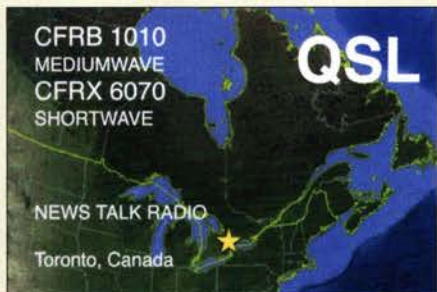 CFRB 1010
MEDIUMWAVE
CFRX 6070
SHORTWAVE
QSL
NEWS TALK RADIO
Toronto, Canada